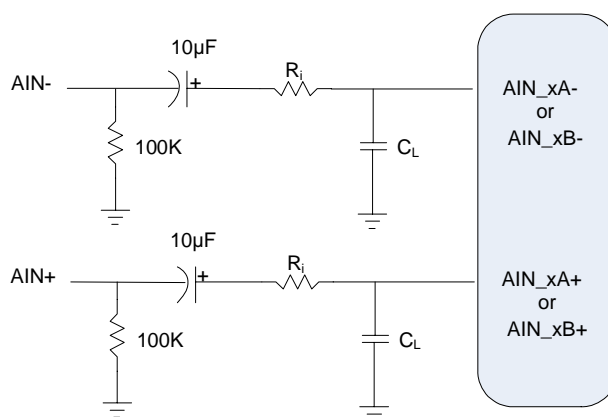 10µF
AIN-
+
Ri
AIN_xA-
or
AIN_xB-
100K
CL
10µF
AIN+
+
Ri
AIN_xA+
or
AIN_xB+
100K
CL